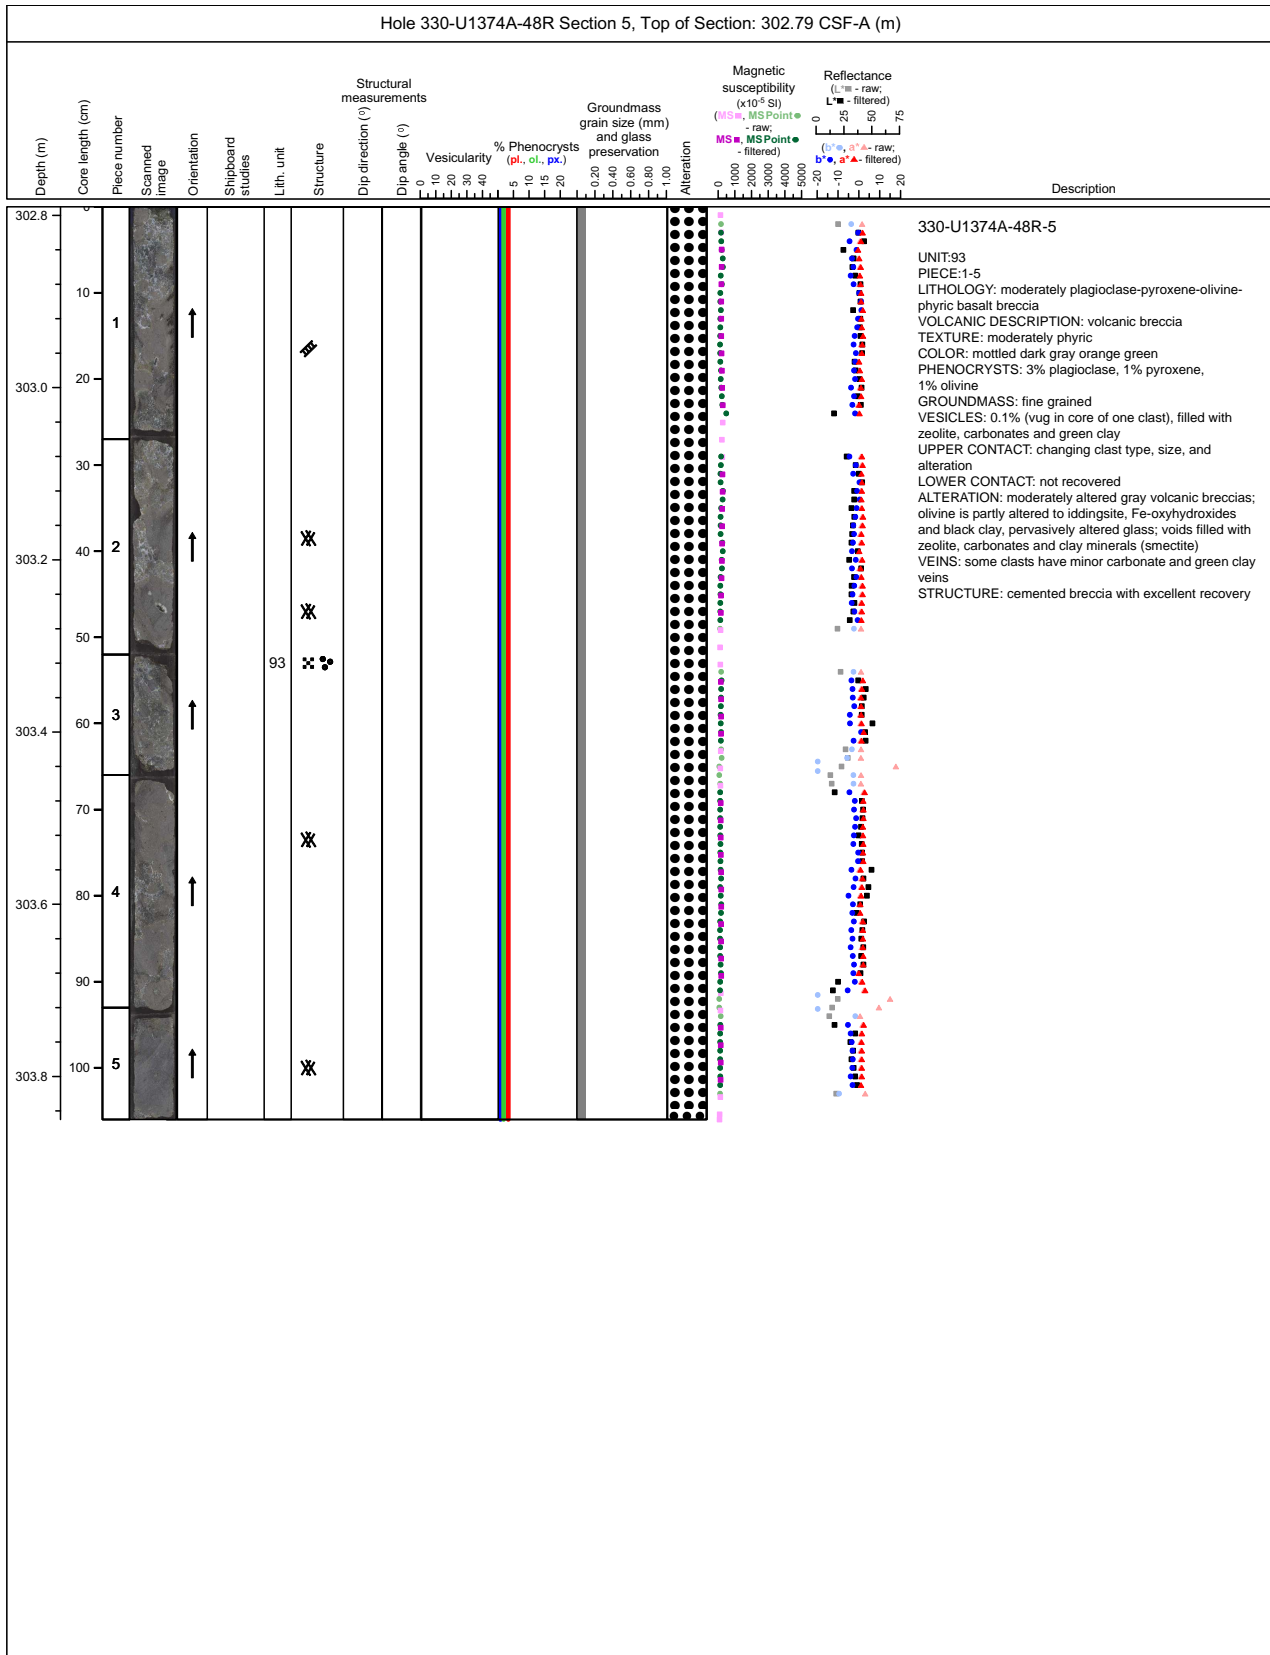 Hole 330-U1374A-48R Section 5, Top of Section: 302.79 CSF-A (m)
Depth (m)
Core length (cm)
Piece number
Scanned
image
Orientation
Shipboard
studies
Lith. unit
Structure
Structural
measurements
Dip direction (º)
Dip angle (º)
Vesicularity
0 10 20 30 40
% Phenocrysts
(pl., ol., px.)
5 10 15 20
Groundmass
grain size (mm)
and glass
preservation
0.20 0.40 0.60 0.80 1.00
Alteration
Magnetic
susceptibility
(x10-5 SI)
(MS, MSPoint
- raw;
MS, MSPoint
- filtered)
0 1000 2000 3000 4000 5000
Reflectance
(L* - raw;
L* - filtered)
0 25 50 75
(b*, a* - raw;
b*, a* - filtered)
-20 -10 0 10 20
Description
302.8
303.0
303.2
303.4
303.6
303.8
0
10
20
30
40
50
60
70
80
90
100
1
2
3
4
5
93
330-U1374A-48R-5
UNIT:93
PIECE:1-5
LITHOLOGY: moderately plagioclase-pyroxene-olivine-
phyric basalt breccia
VOLCANIC DESCRIPTION: volcanic breccia
TEXTURE: moderately phyric
COLOR: mottled dark gray orange green
PHENOCRYSTS: 3% plagioclase, 1% pyroxene,
1% olivine
GROUNDMASS: fine grained
VESICLES: 0.1% (vug in core of one clast), filled with
zeolite, carbonates and green clay
UPPER CONTACT: changing clast type, size, and
alteration
LOWER CONTACT: not recovered
ALTERATION: moderately altered gray volcanic breccias;
olivine is partly altered to iddingsite, Fe-oxyhydroxides
and black clay, pervasively altered glass; voids filled with
zeolite, carbonates and clay minerals (smectite)
VEINS: some clasts have minor carbonate and green clay
veins
STRUCTURE: cemented breccia with excellent recovery